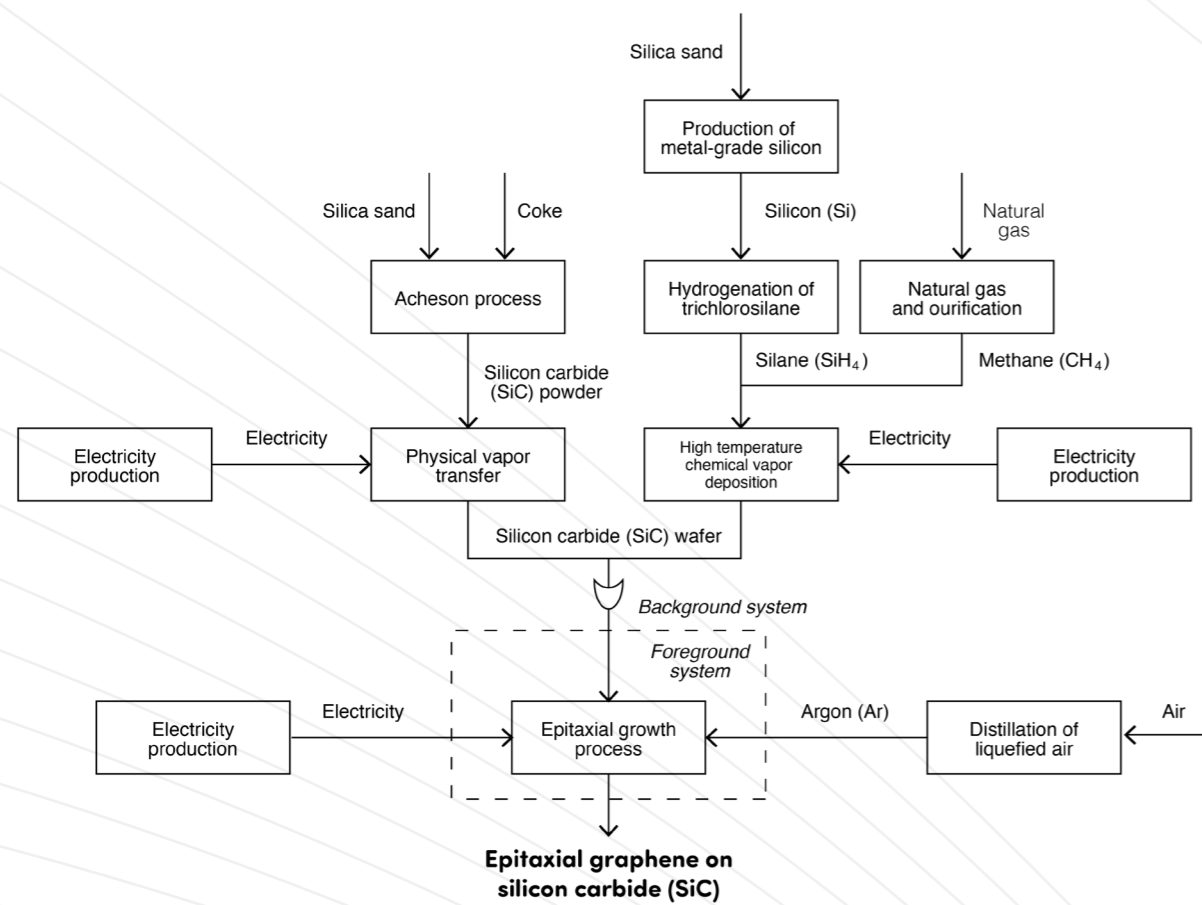 Silica sand
Production of
metal-grade silicon
Silica sand
Coke
Silicon (Si)
Natural
gas
Acheson process
Hydrogenation of
trichlorosilane
Natural gas
and ourification
Silicon carbide
(SiC) powder
Silane (SiH₄)
Methane (CH₄)
Electricity
production
Electricity
Physical vapor
transfer
High temperature
chemical vapor
deposition
Electricity
Electricity
production
Silicon carbide (SiC) wafer
Background system
Foreground
system
Electricity
production
Electricity
Epitaxial growth
process
Argon (Ar)
Distillation of
liquefied air
Air
Epitaxial graphene on
silicon carbide (SiC)